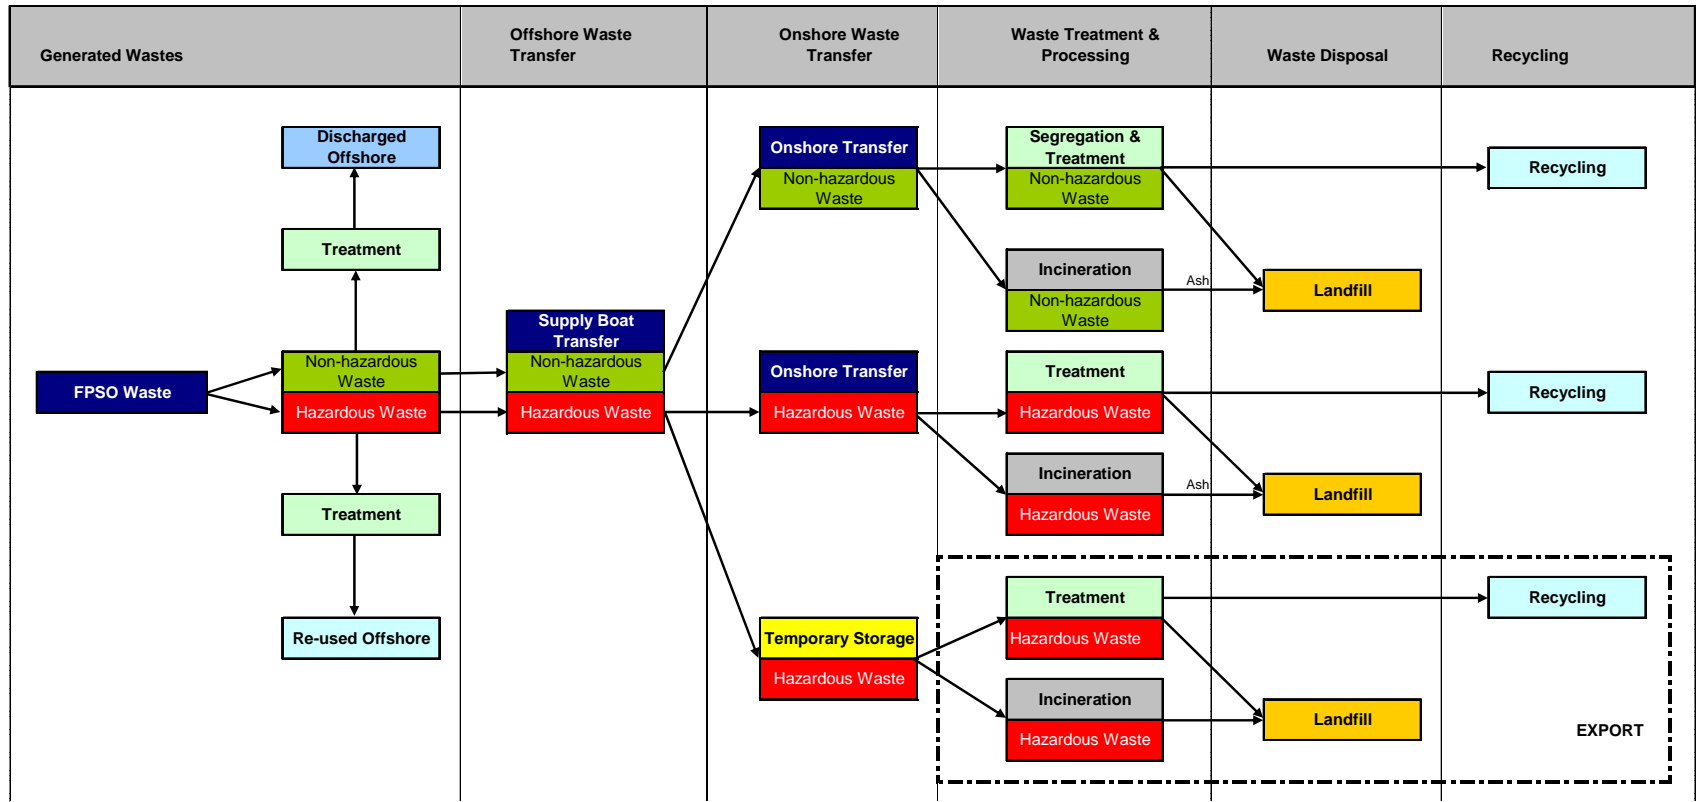 Generated Wastes
Offshore Waste
Transfer
Onshore Waste
Transfer
Waste Treatment &
Processing
Waste Disposal
Recycling
Discharged
Offshore
Treatment
Non-hazardous
Waste
Hazardous Waste
FPSO Waste
Treatment
Re-used Offshore
Supply Boat
Transfer
Non-hazardous
Waste
Hazardous Waste
Onshore Transfer
Non-hazardous
Waste
Onshore Transfer
Hazardous Waste
Temporary Storage
Hazardous Waste
Segregation &
Treatment
Non-hazardous
Waste
Incineration
Non-hazardous
Waste
Ash
Treatment
Hazardous Waste
Incineration
Hazardous Waste
Ash
Treatment
Hazardous Waste
Incineration
Hazardous Waste
Landfill
Landfill
Landfill
Recycling
Recycling
Recycling
EXPORT